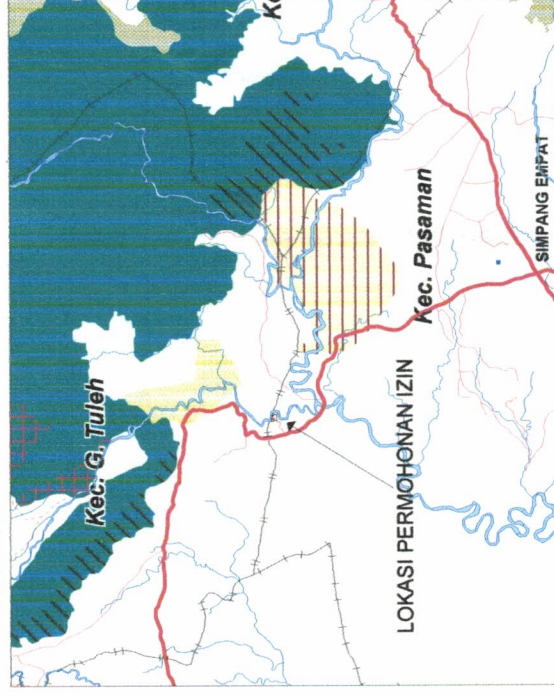 Kec. G. Tuleh
LOKASI PERMOHONAN IZIN
Kec. Pasaman
SIMPANG EMPAT